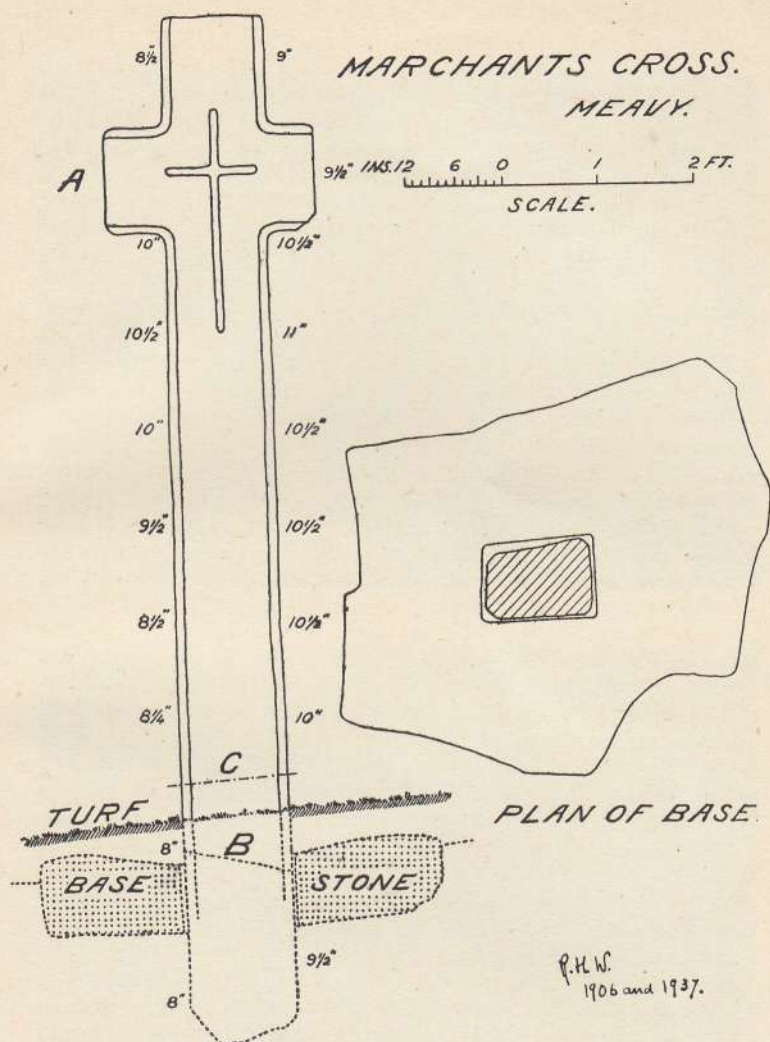 8½" 9"
MARCHANTS CROSS.
MEAVY.
A
9½" INS. 12 6 0 1 2 FT.
SCALE.
10" 10½"
10½" 11"
10" 10½"
9½" 10½"
8½" 10½"
8¼" 10"
C
TURF
PLAN OF BASE.
8" B
BASE STONE
9½"
8"
R.H.W.
1906 and 1937.